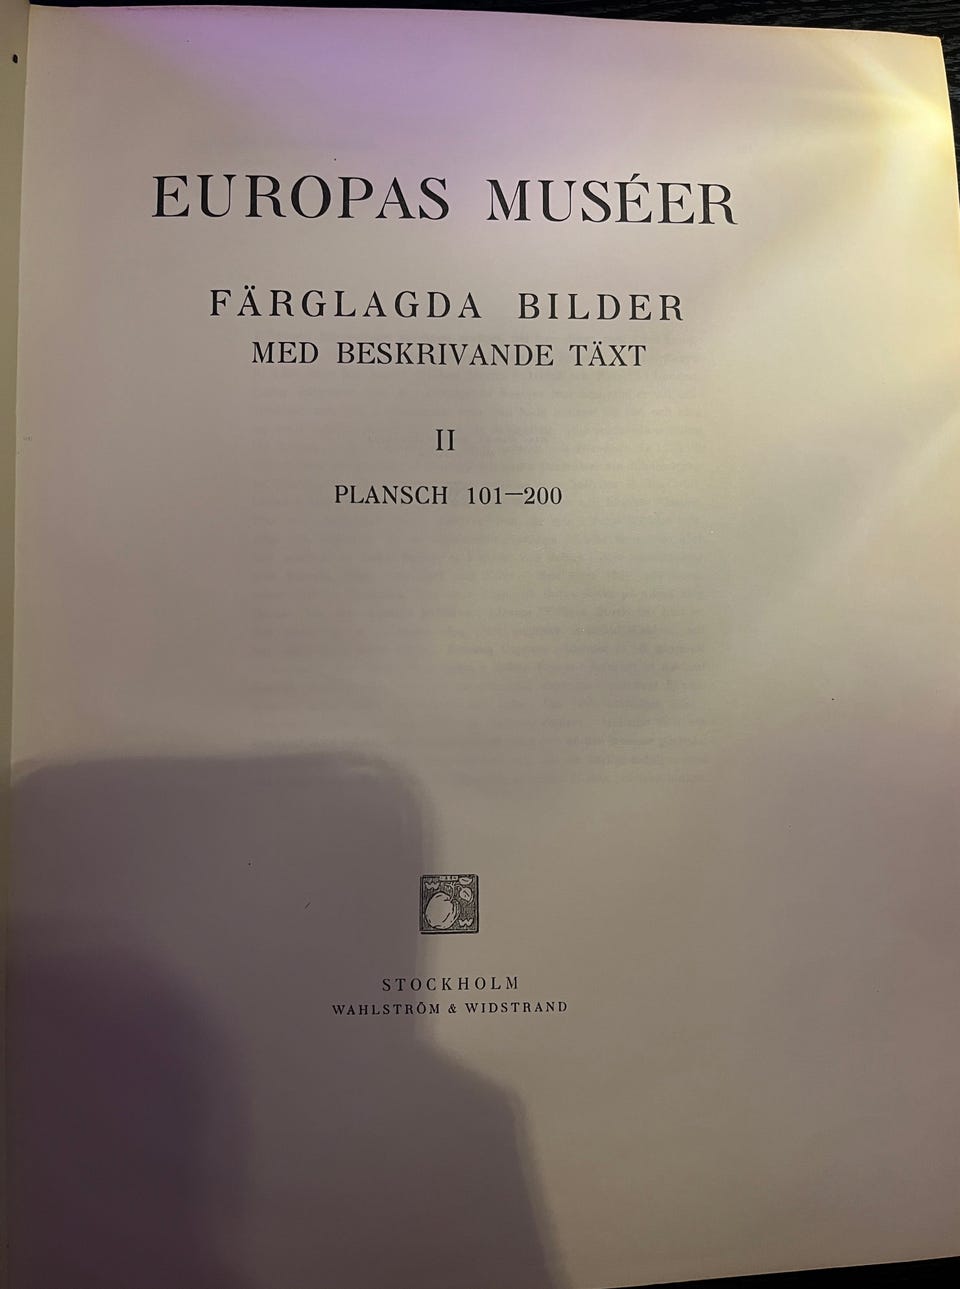 EUROPAS MUSÉER
FÄRGLAGDA BILDER
MED BESKRIVANDE TÄXT
II
PLANSCH 101—200
STOCKHOLM
WAHLSTRÖM & WIDSTRAND